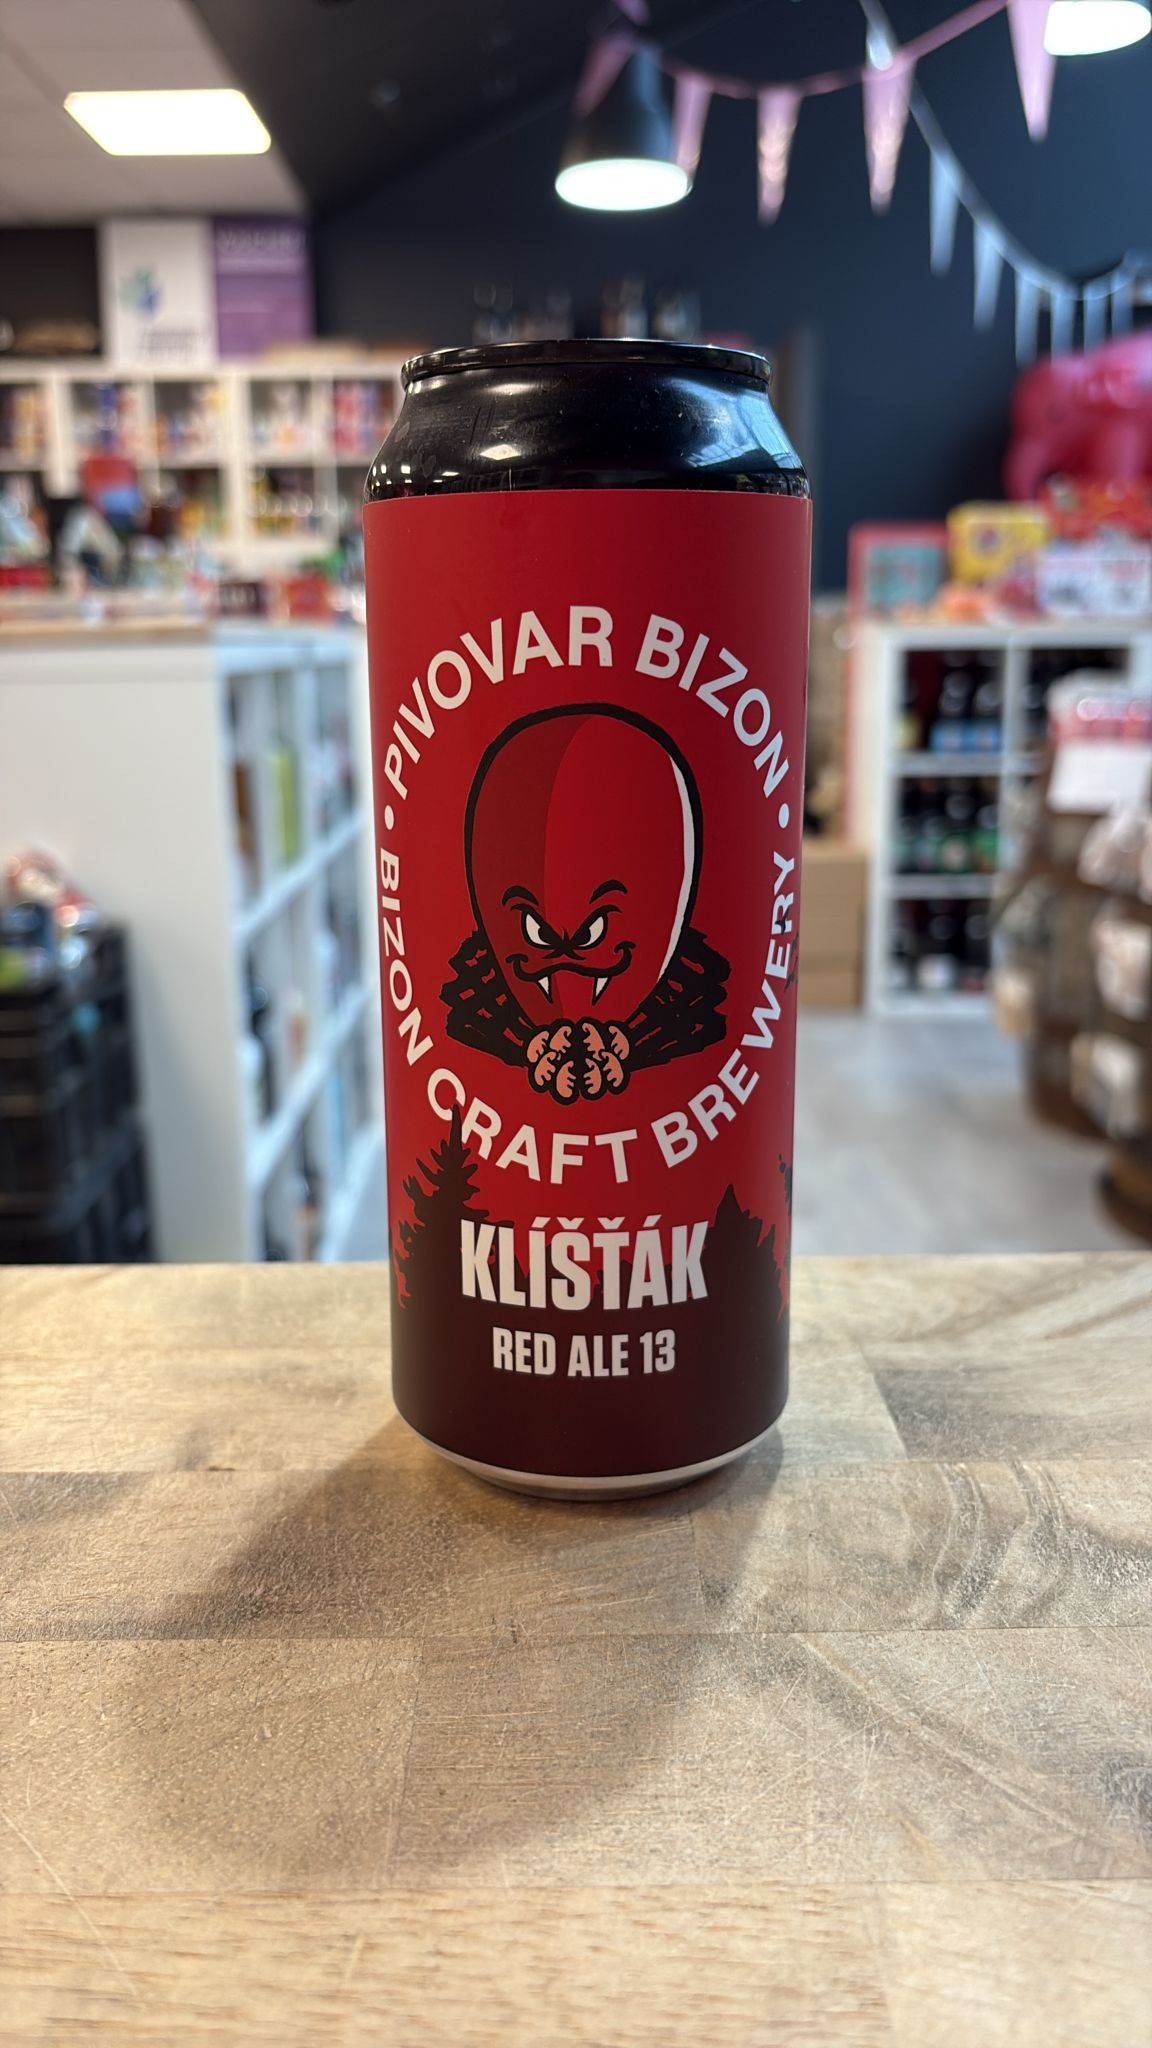 PIVOVAR BIZON
BIZON CRAFT BREWERY
KLÍŠŤÁK
RED ALE 13